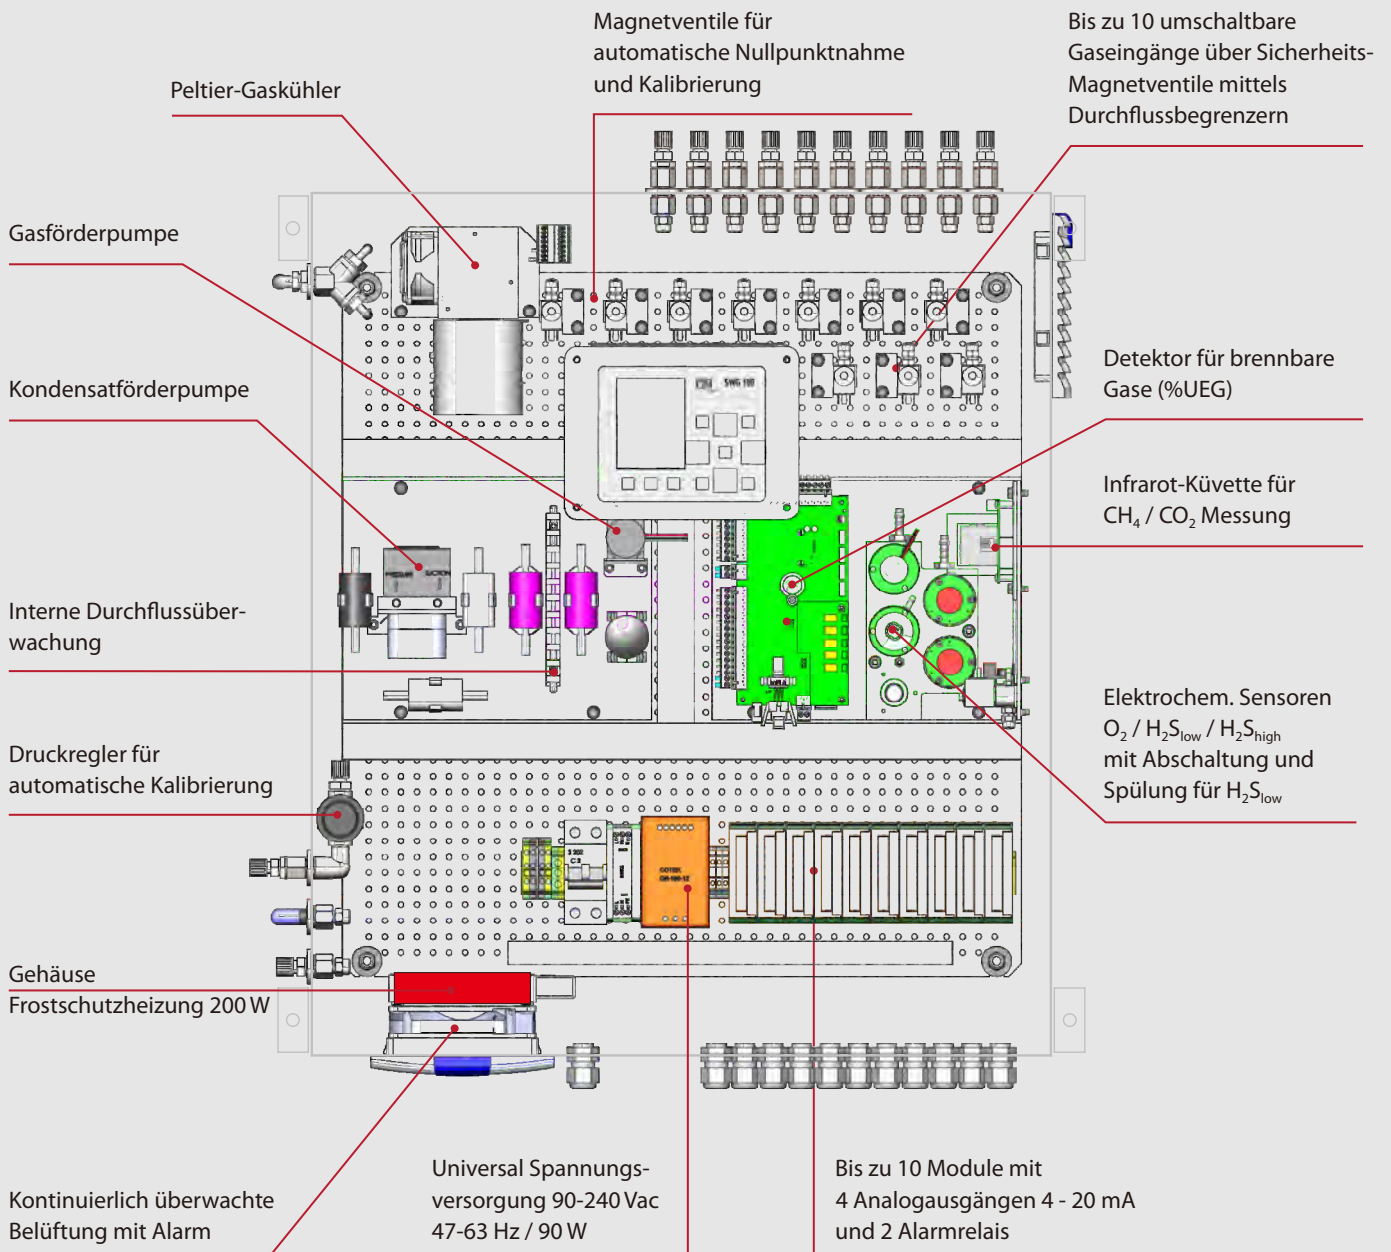 Magnetventile für
automatische Nullpunktnahme
und Kalibrierung
Bis zu 10 umschaltbare
Gaseingänge über Sicherheits-
Magnetventile mittels
Durchflussbegrenzern
Peltier-Gaskühler
Gasförderpumpe
Kondensatförderpumpe
Interne Durchflussüber-
wachung
Druckregler für
automatische Kalibrierung
Gehäuse
Frostschutzheizung 200 W
Kontinuierlich überwachte
Belüftung mit Alarm
Universal Spannungs-
versorgung 90-240 Vac
47-63 Hz / 90 W
Bis zu 10 Module mit
4 Analogausgängen 4 - 20 mA
und 2 Alarmrelais
Detektor für brennbare
Gase (%UEG)
Infrarot-Küvette für
CH₄ / CO₂ Messung
Elektrochem. Sensoren
O₂ / H₂Slow / H₂Shigh
mit Abschaltung und
Spülung für H₂Slow
SWG 100
S 202
C 2